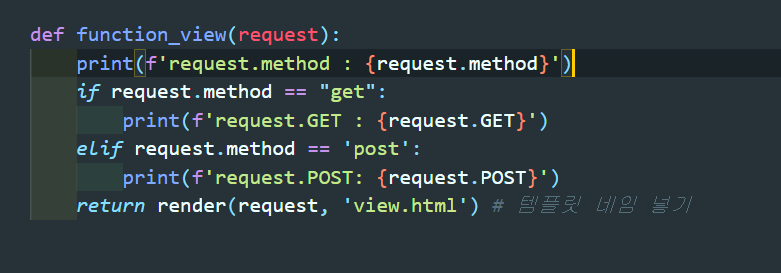 def function_view(request):
    print(f'request.method : {request.method}')
    if request.method == "get":
        print(f'request.GET : {request.GET}')
    elif request.method == 'post':
        print(f'request.POST: {request.POST}')
    return render(request, 'view.html') # 템플릿 네임 넣기